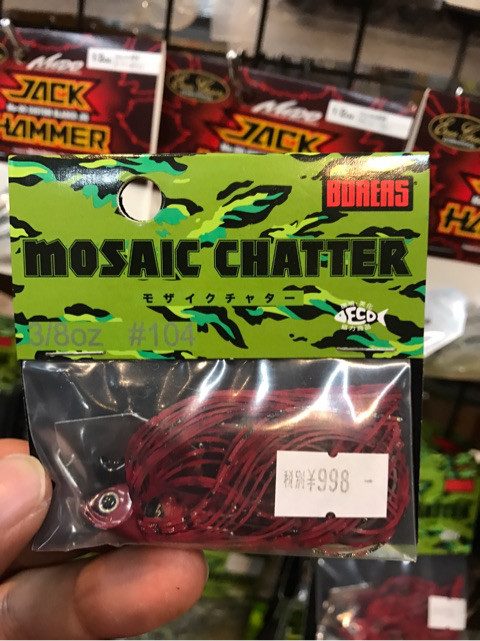 JACK
HAMMER
JACK
BOREAS
MOSAIC CHATTER
モザイクチャター
ECO
3/8oz #104
税別¥998 -